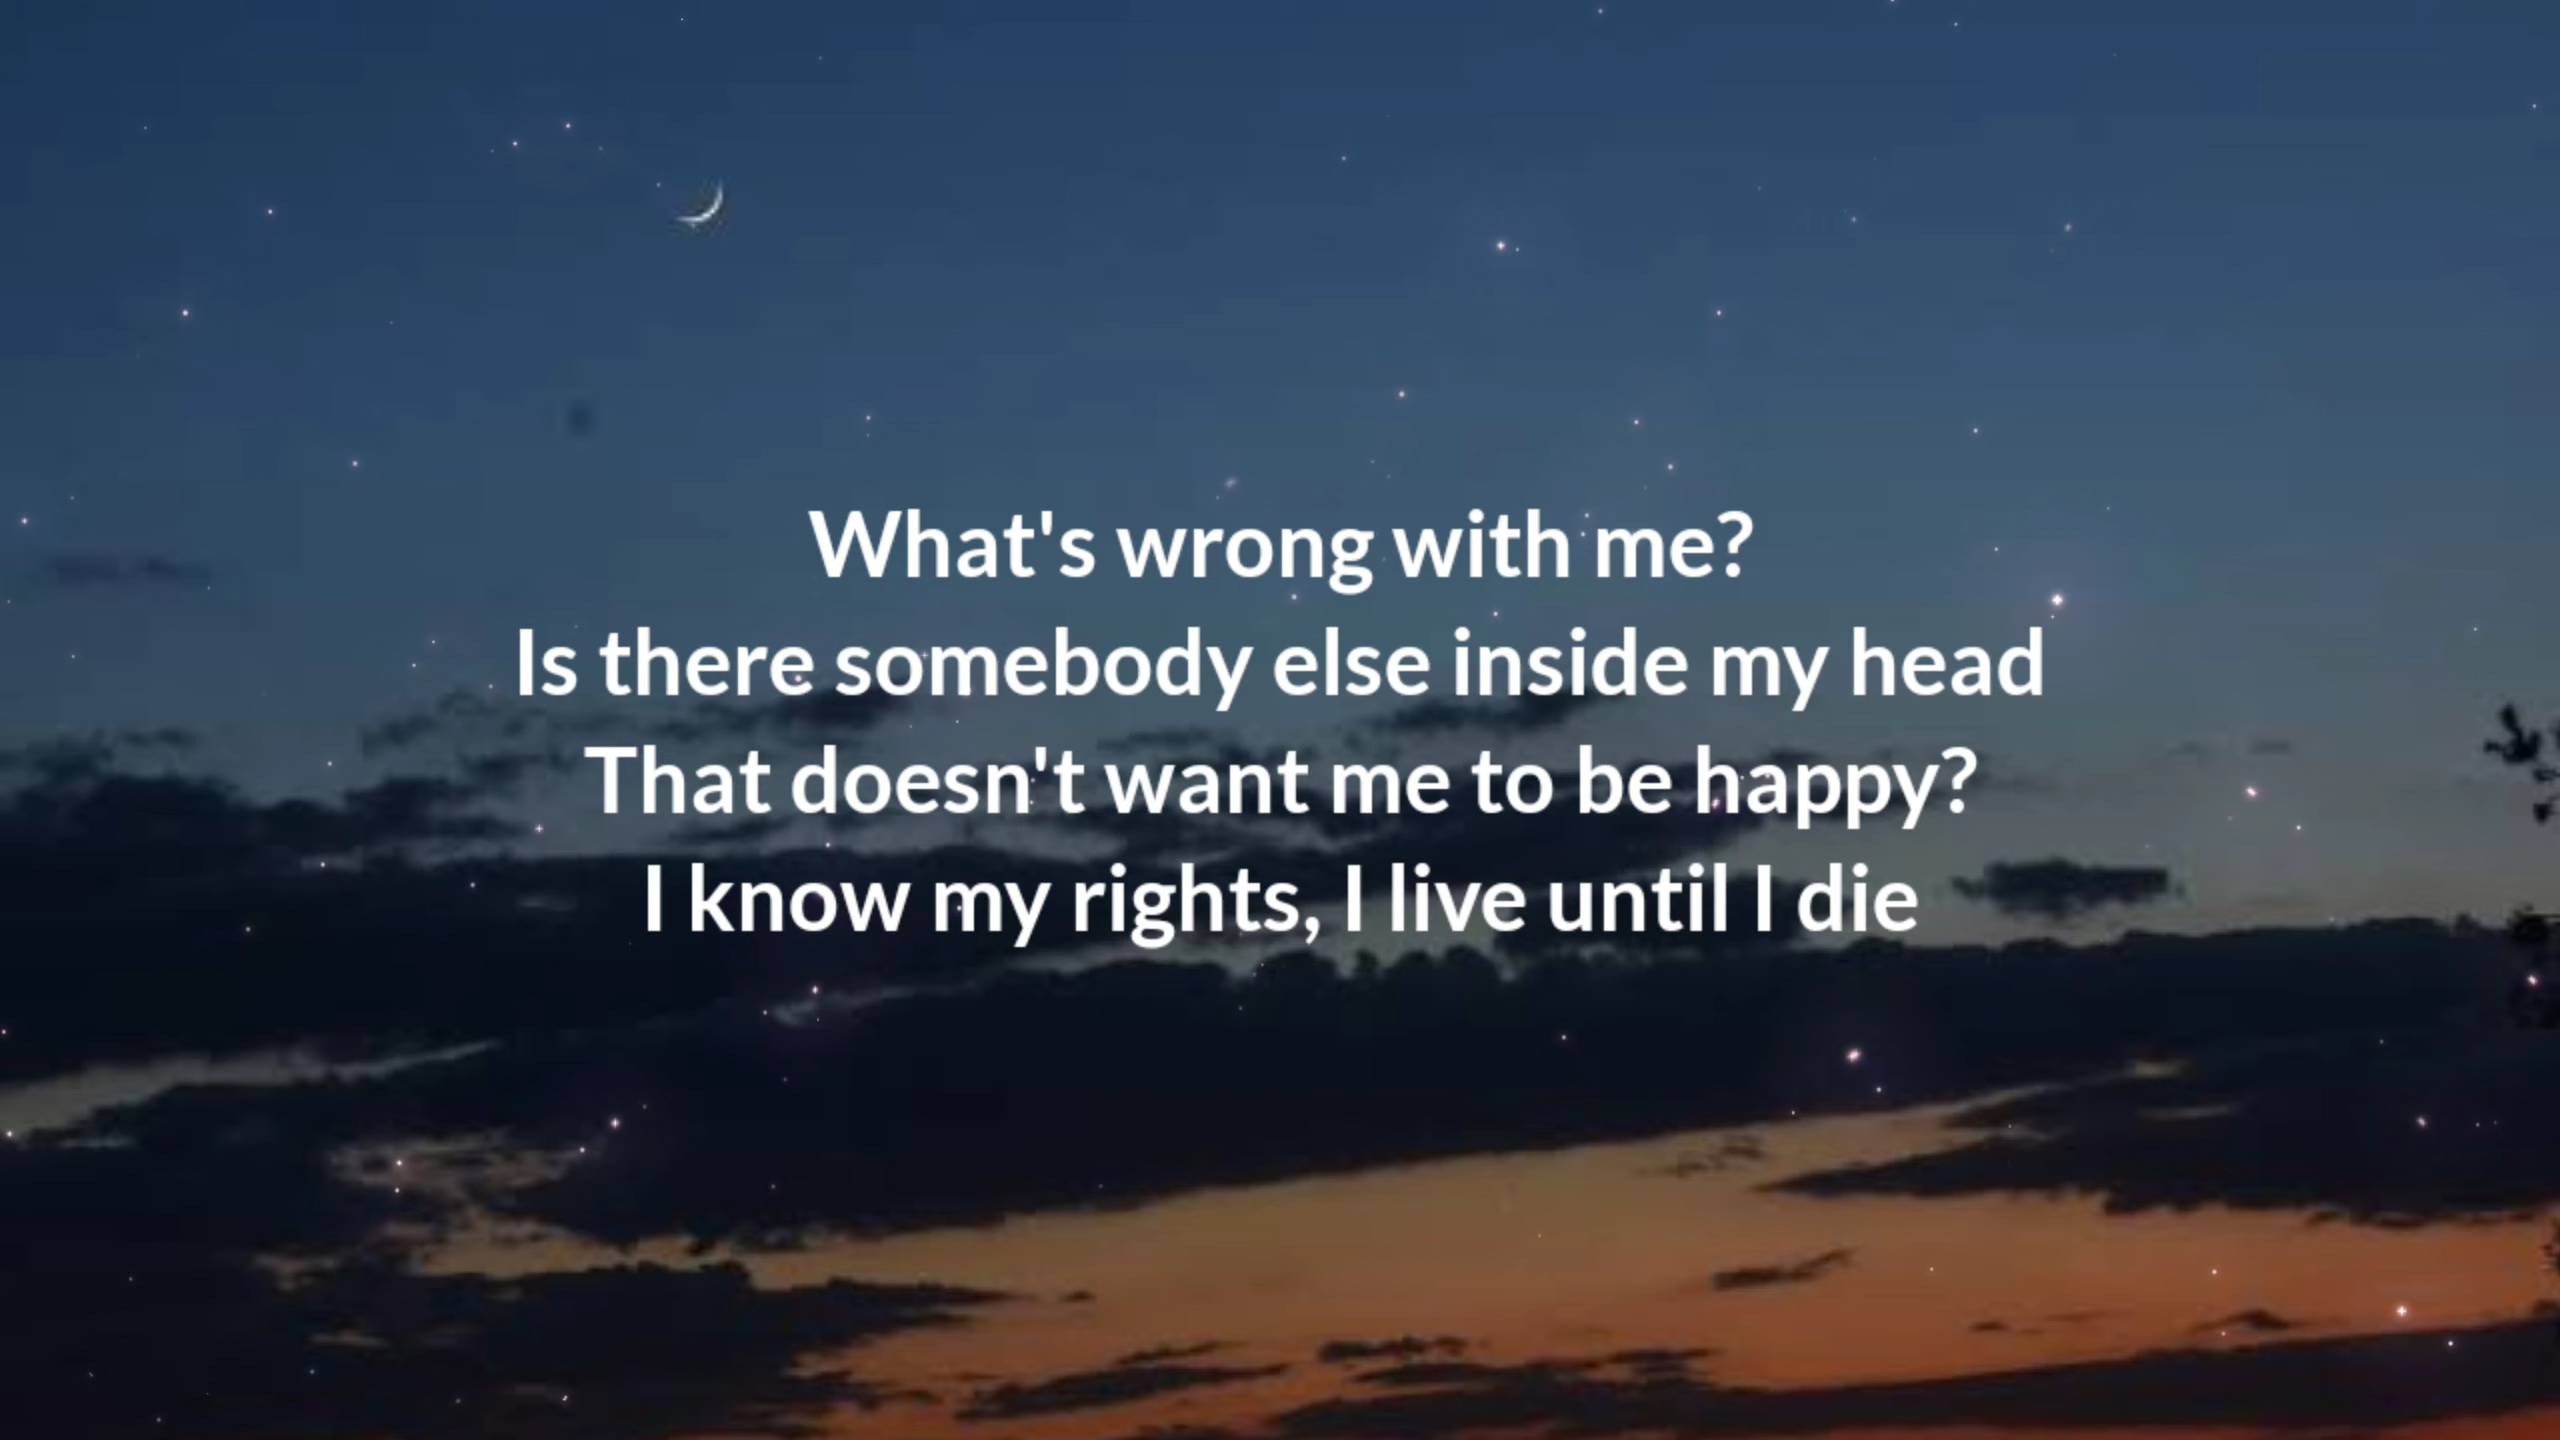 What's wrong with me?
Is there somebody else inside my head
That doesn't want me to be happy?
I know my rights, I live until I die